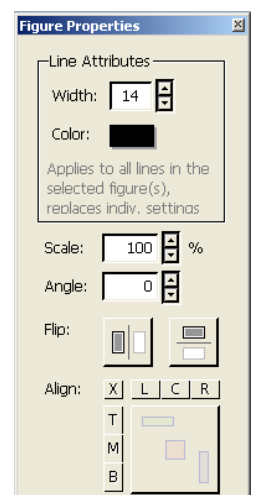 Figure Properties
Line Attributes
Width: 14
Color:
Applies to all lines in the
selected figure(s),
replaces indiv. settings
Scale: 100 %
Angle: 0
Flip:
Align: X L C R
T
M
B